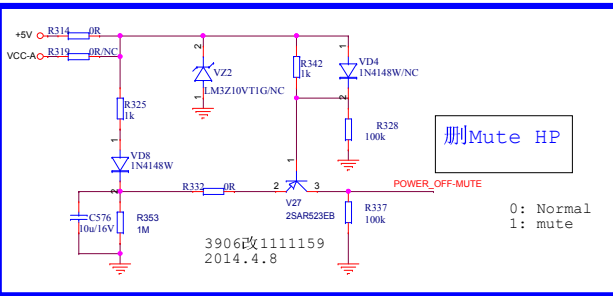 +5V R314 0R
VCC-A R319 0R/NC
2
VZ2
1
LM3Z10VT1G/NC
R342
1k
1
VD4
1N4148W/NC
2
R325
1k
R328
100k
删Mute HP
1
VD8
1N4148W
2
R332 0R
2
1
3
V27
2SAR523EB
POWER_OFF-MUTE
C576
10u/16V
R353
1M
R337
100k
0: Normal
1: mute
3906改1111159
2014.4.8